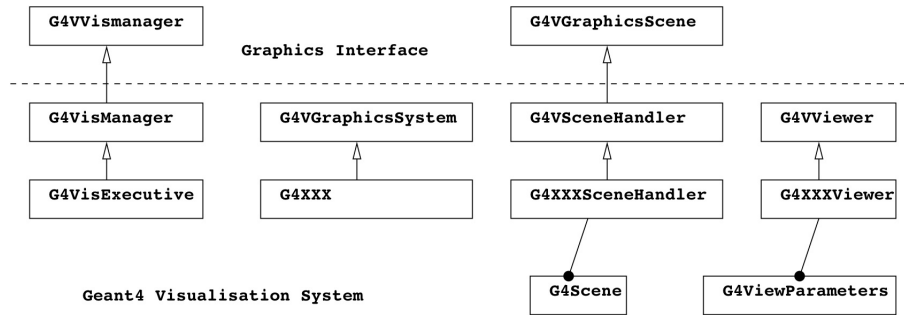 G4VVismanager
G4VGraphicsScene
Graphics Interface
G4VisManager
G4VGraphicsSystem
G4VSceneHandler
G4VViewer
G4VisExecutive
G4XXX
G4XXXSceneHandler
G4XXXViewer
G4Scene
G4ViewParameters
Geant4 Visualisation System